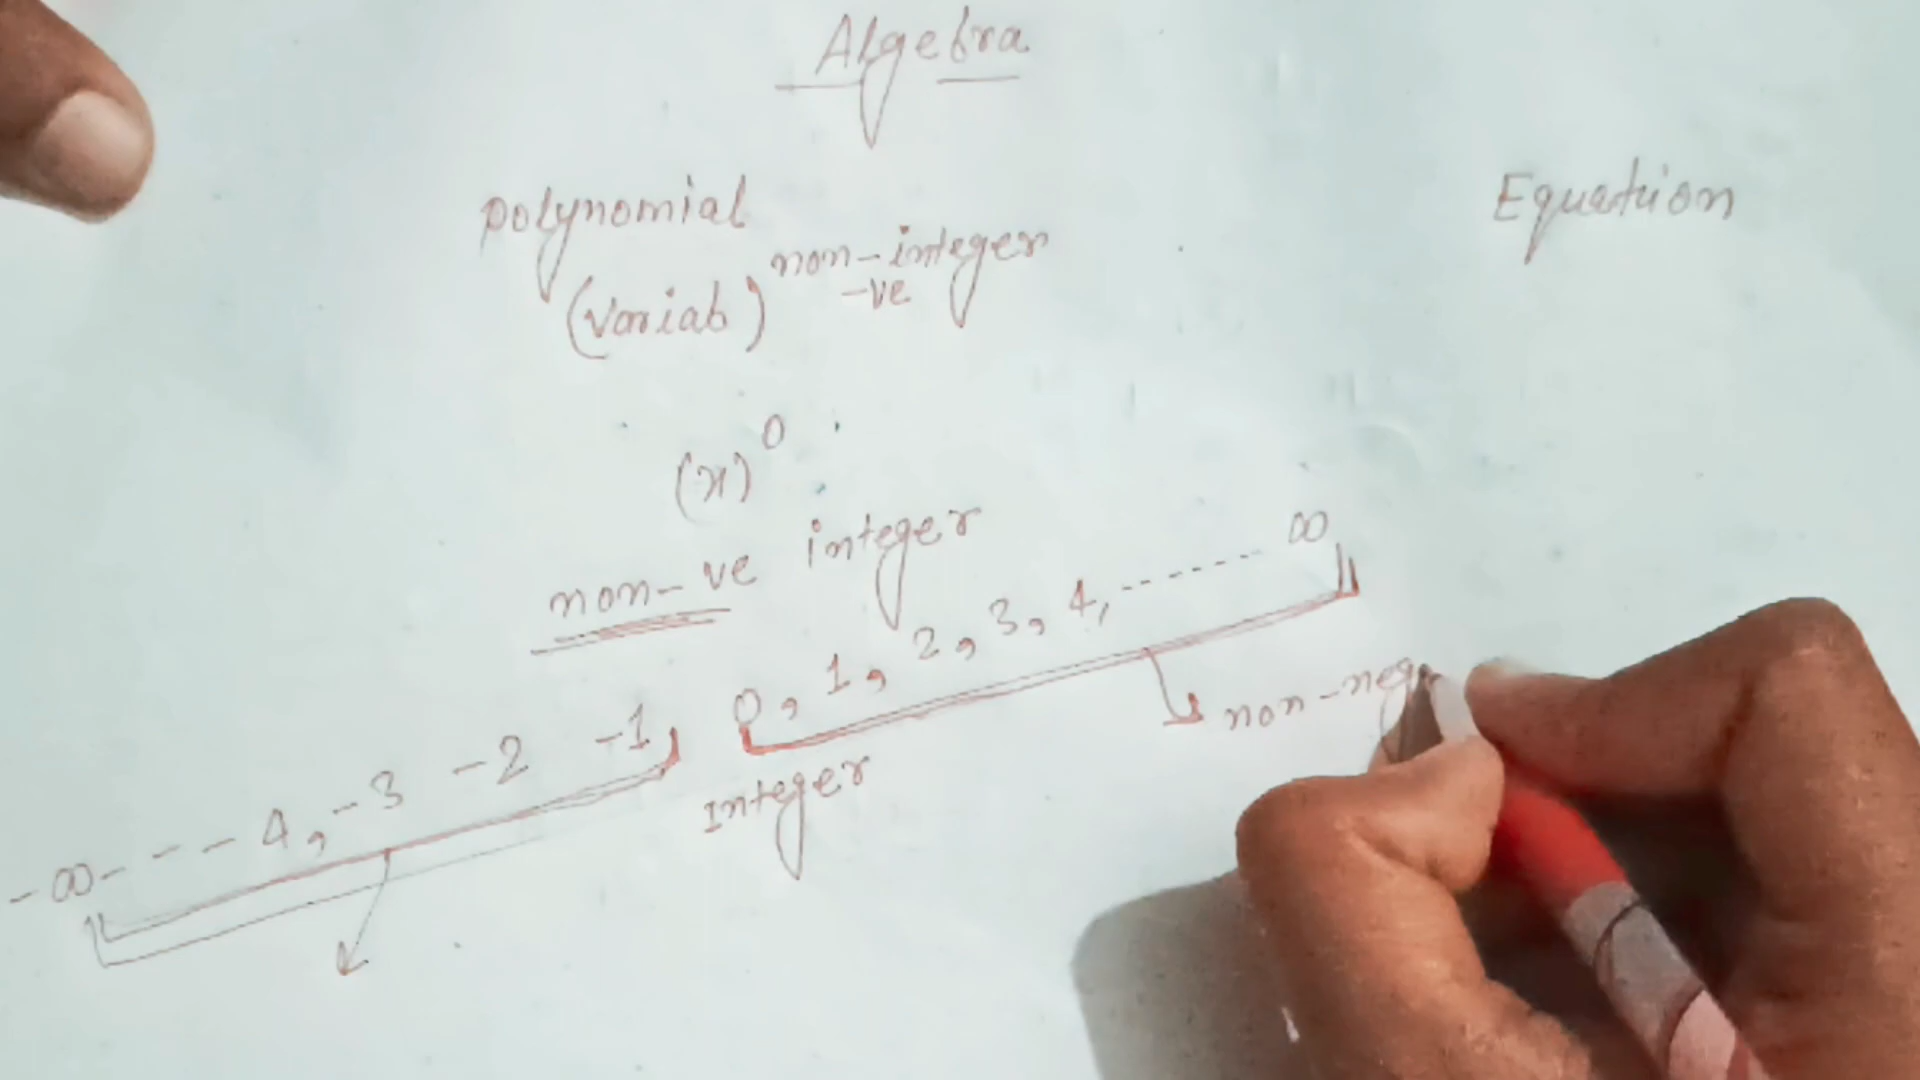 Algebra
polynomial
Equation
(variab) non-integer
-ve
(x)^0
non-ve integer
-∞- - - - 4, -3 -2 -1 0, 1, 2, 3, 4, ------- ∞
Integer
non-neg